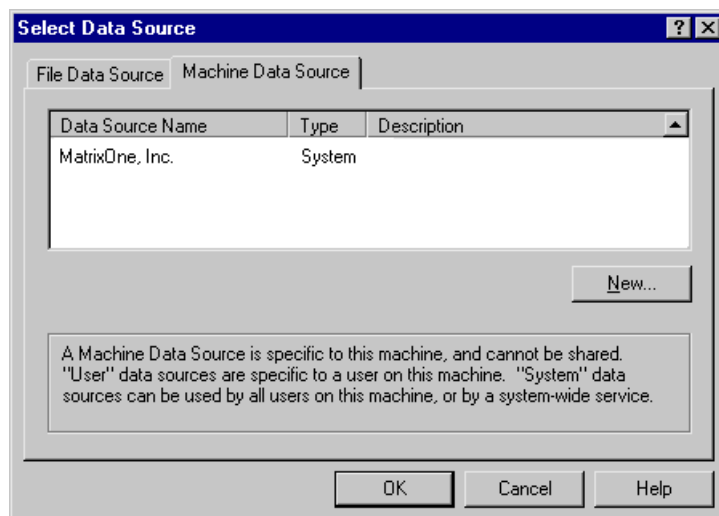 Select Data Source
File Data Source Machine Data Source
Data Source Name Type Description
MatrixOne, Inc. System
New...
A Machine Data Source is specific to this machine, and cannot be shared.
"User" data sources are specific to a user on this machine. "System" data
sources can be used by all users on this machine, or by a system-wide service.
OK Cancel Help